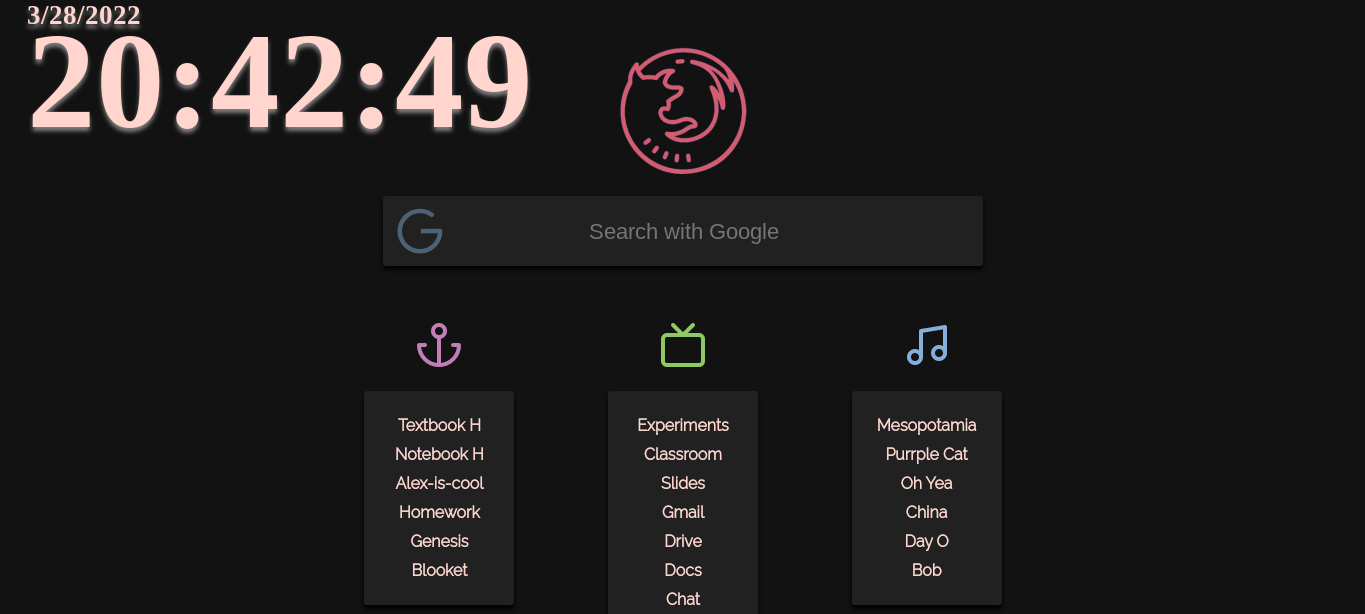 3/28/2022
20:42:49
Search with Google
Textbook H
Notebook H
Alex-is-cool
Homework
Genesis
Blooket
Experiments
Classroom
Slides
Gmail
Drive
Docs
Chat
Mesopotamia
Purrple Cat
Oh Yea
China
Day O
Bob